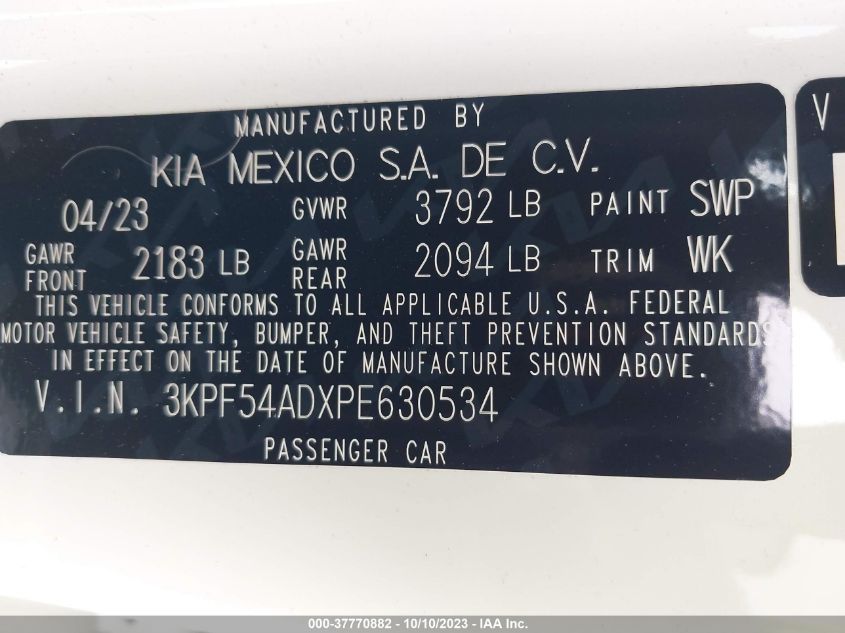 MANUFACTURED BY
KIA MEXICO S.A. DE C.V.
04/23 GVWR 3792 LB PAINT SWP
GAWR FRONT 2183 LB GAWR REAR 2094 LB TRIM WK
THIS VEHICLE CONFORMS TO ALL APPLICABLE U.S.A. FEDERAL
MOTOR VEHICLE SAFETY, BUMPER, AND THEFT PREVENTION STANDARDS
IN EFFECT ON THE DATE OF MANUFACTURE SHOWN ABOVE.
V.I.N. 3KPF54ADXPE630534
PASSENGER CAR
V
000-37770882 - 10/10/2023 - IAA Inc.